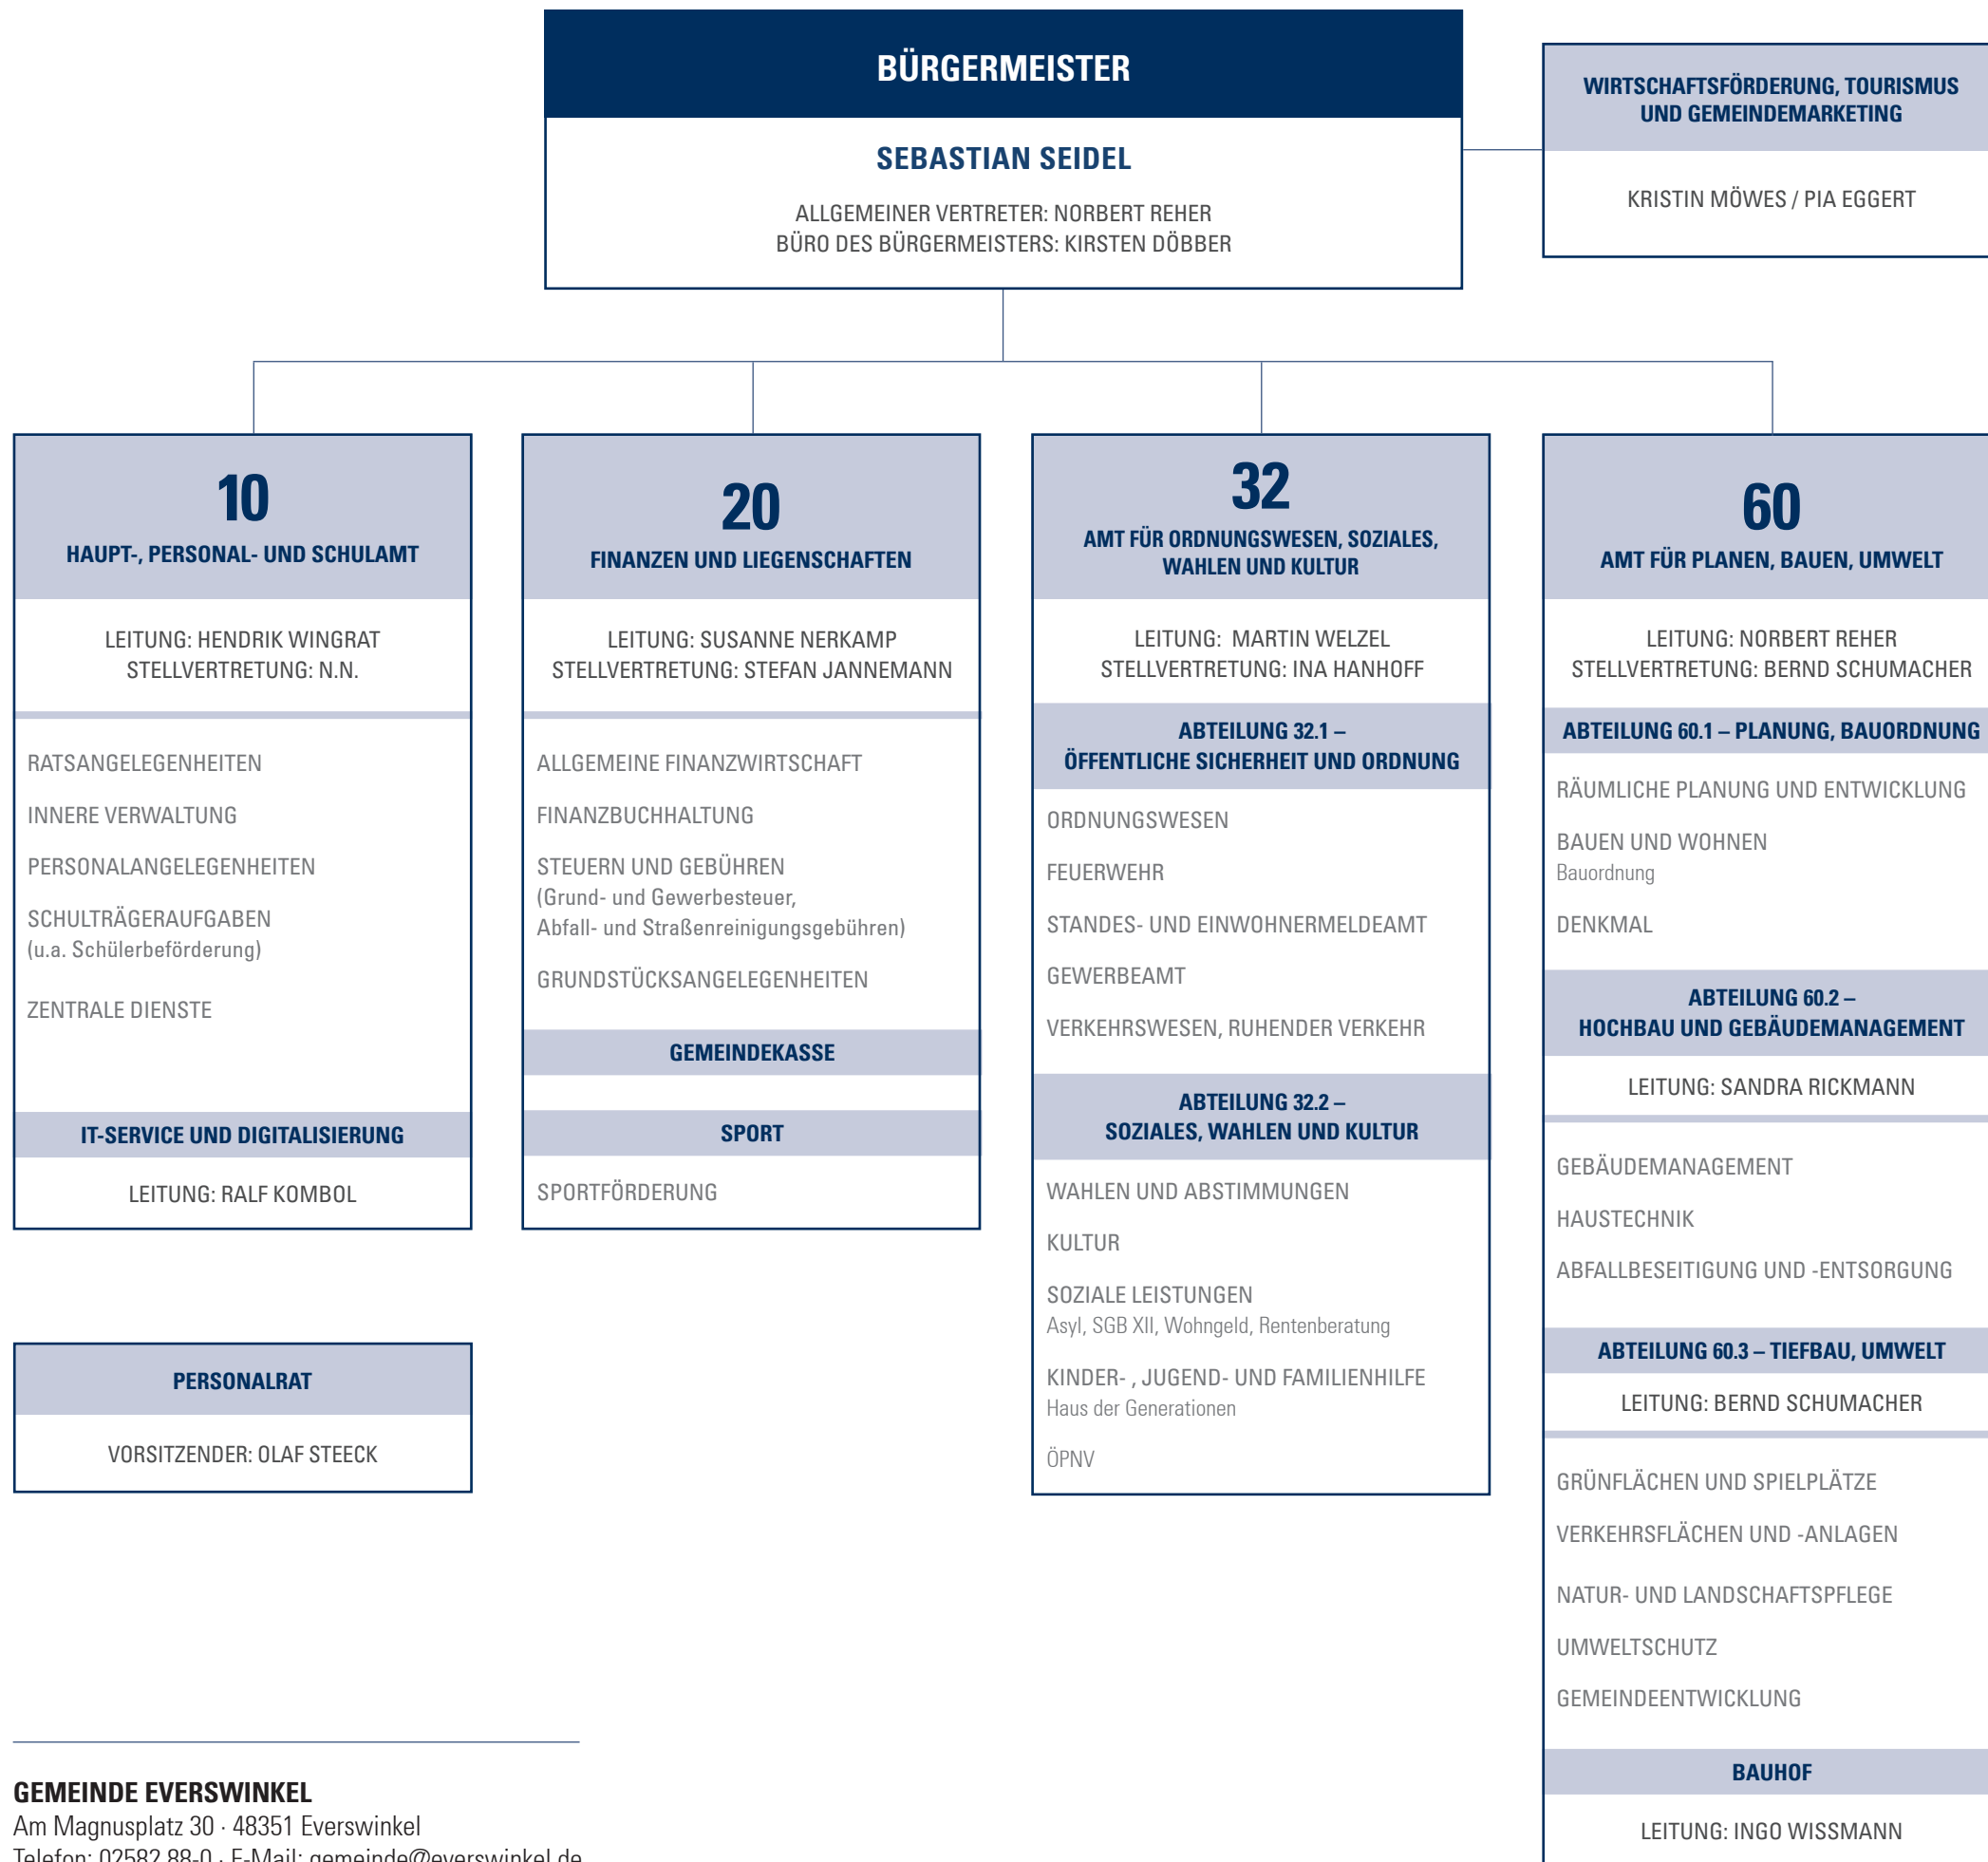 BÜRGERMEISTER
SEBASTIAN SEIDEL
ALLGEMEINER VERTRETER: NORBERT REHER
BÜRO DES BÜRGERMEISTERS: KIRSTEN DÖBBER
WIRTSCHAFTSFÖRDERUNG, TOURISMUS
UND GEMEINDEMARKETING
KRISTIN MÖWES / PIA EGGERT
10
HAUPT-, PERSONAL- UND SCHULAMT
LEITUNG: HENDRIK WINGRAT
STELLVERTRETUNG: N.N.
RATSANGELEGENHEITEN
INNERE VERWALTUNG
PERSONALANGELEGENHEITEN
SCHULTRÄGERAUFGABEN
(u.a. Schülerbeförderung)
ZENTRALE DIENSTE
IT-SERVICE UND DIGITALISIERUNG
LEITUNG: RALF KOMBOL
20
FINANZEN UND LIEGENSCHAFTEN
LEITUNG: SUSANNE NERKAMP
STELLVERTRETUNG: STEFAN JANNEMANN
ALLGEMEINE FINANZWIRTSCHAFT
FINANZBUCHHALTUNG
STEUERN UND GEBÜHREN
(Grund- und Gewerbesteuer,
Abfall- und Straßenreinigungsgebühren)
GRUNDSTÜCKSANGELEGENHEITEN
GEMEINDEKASSE
SPORT
SPORTFÖRDERUNG
32
AMT FÜR ORDNUNGSWESEN, SOZIALES,
WAHLEN UND KULTUR
LEITUNG: MARTIN WELZEL
STELLVERTRETUNG: INA HANHOFF
ABTEILUNG 32.1 –
ÖFFENTLICHE SICHERHEIT UND ORDNUNG
ORDNUNGSWESEN
FEUERWEHR
STANDES- UND EINWOHNERMELDEAMT
GEWERBEAMT
VERKEHRSWESEN, RUHENDER VERKEHR
ABTEILUNG 32.2 –
SOZIALES, WAHLEN UND KULTUR
WAHLEN UND ABSTIMMUNGEN
KULTUR
SOZIALE LEISTUNGEN
Asyl, SGB XII, Wohngeld, Rentenberatung
KINDER- , JUGEND- UND FAMILIENHILFE
Haus der Generationen
ÖPNV
60
AMT FÜR PLANEN, BAUEN, UMWELT
LEITUNG: NORBERT REHER
STELLVERTRETUNG: BERND SCHUMACHER
ABTEILUNG 60.1 – PLANUNG, BAUORDNUNG
RÄUMLICHE PLANUNG UND ENTWICKLUNG
BAUEN UND WOHNEN
Bauordnung
DENKMAL
ABTEILUNG 60.2 –
HOCHBAU UND GEBÄUDEMANAGEMENT
LEITUNG: SANDRA RICKMANN
GEBÄUDEMANAGEMENT
HAUSTECHNIK
ABFALLBESEITIGUNG UND -ENTSORGUNG
ABTEILUNG 60.3 – TIEFBAU, UMWELT
LEITUNG: BERND SCHUMACHER
GRÜNFLÄCHEN UND SPIELPLÄTZE
VERKEHRSFLÄCHEN UND -ANLAGEN
NATUR- UND LANDSCHAFTSPFLEGE
UMWELTSCHUTZ
GEMEINDEENTWICKLUNG
BAUHOF
LEITUNG: INGO WISSMANN
PERSONALRAT
VORSITZENDER: OLAF STEECK
GEMEINDE EVERSWINKEL
Am Magnusplatz 30 · 48351 Everswinkel
Telefon: 02582 88-0 · E-Mail: gemeinde@everswinkel.de